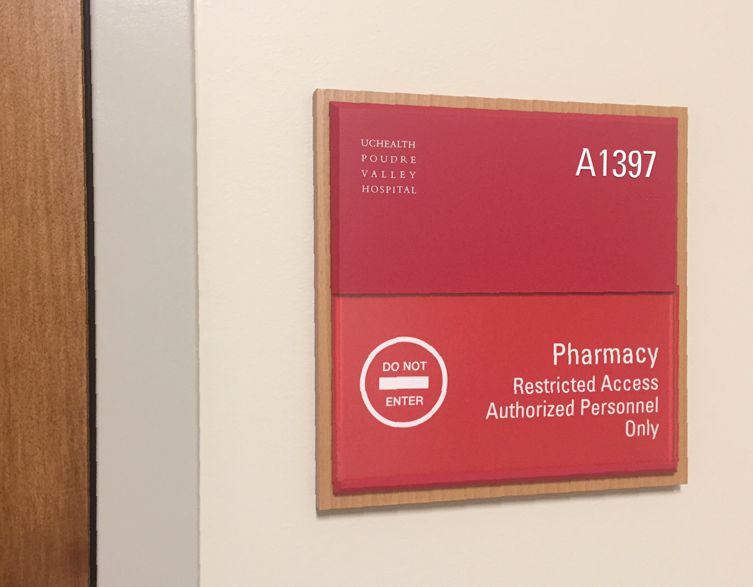 UCHEALTH
POUDRE
VALLEY
HOSPITAL
A1397
DO NOT
ENTER
Pharmacy
Restricted Access
Authorized Personnel
Only